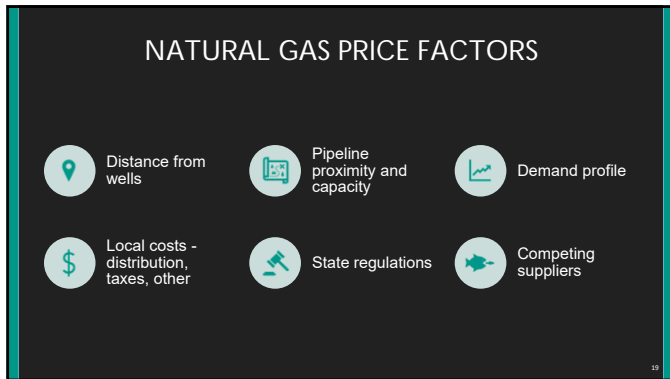 NATURAL GAS PRICE FACTORS
Distance from
wells
Pipeline
proximity and
capacity
Demand profile
Local costs -
distribution,
taxes, other
State regulations
Competing
suppliers
19